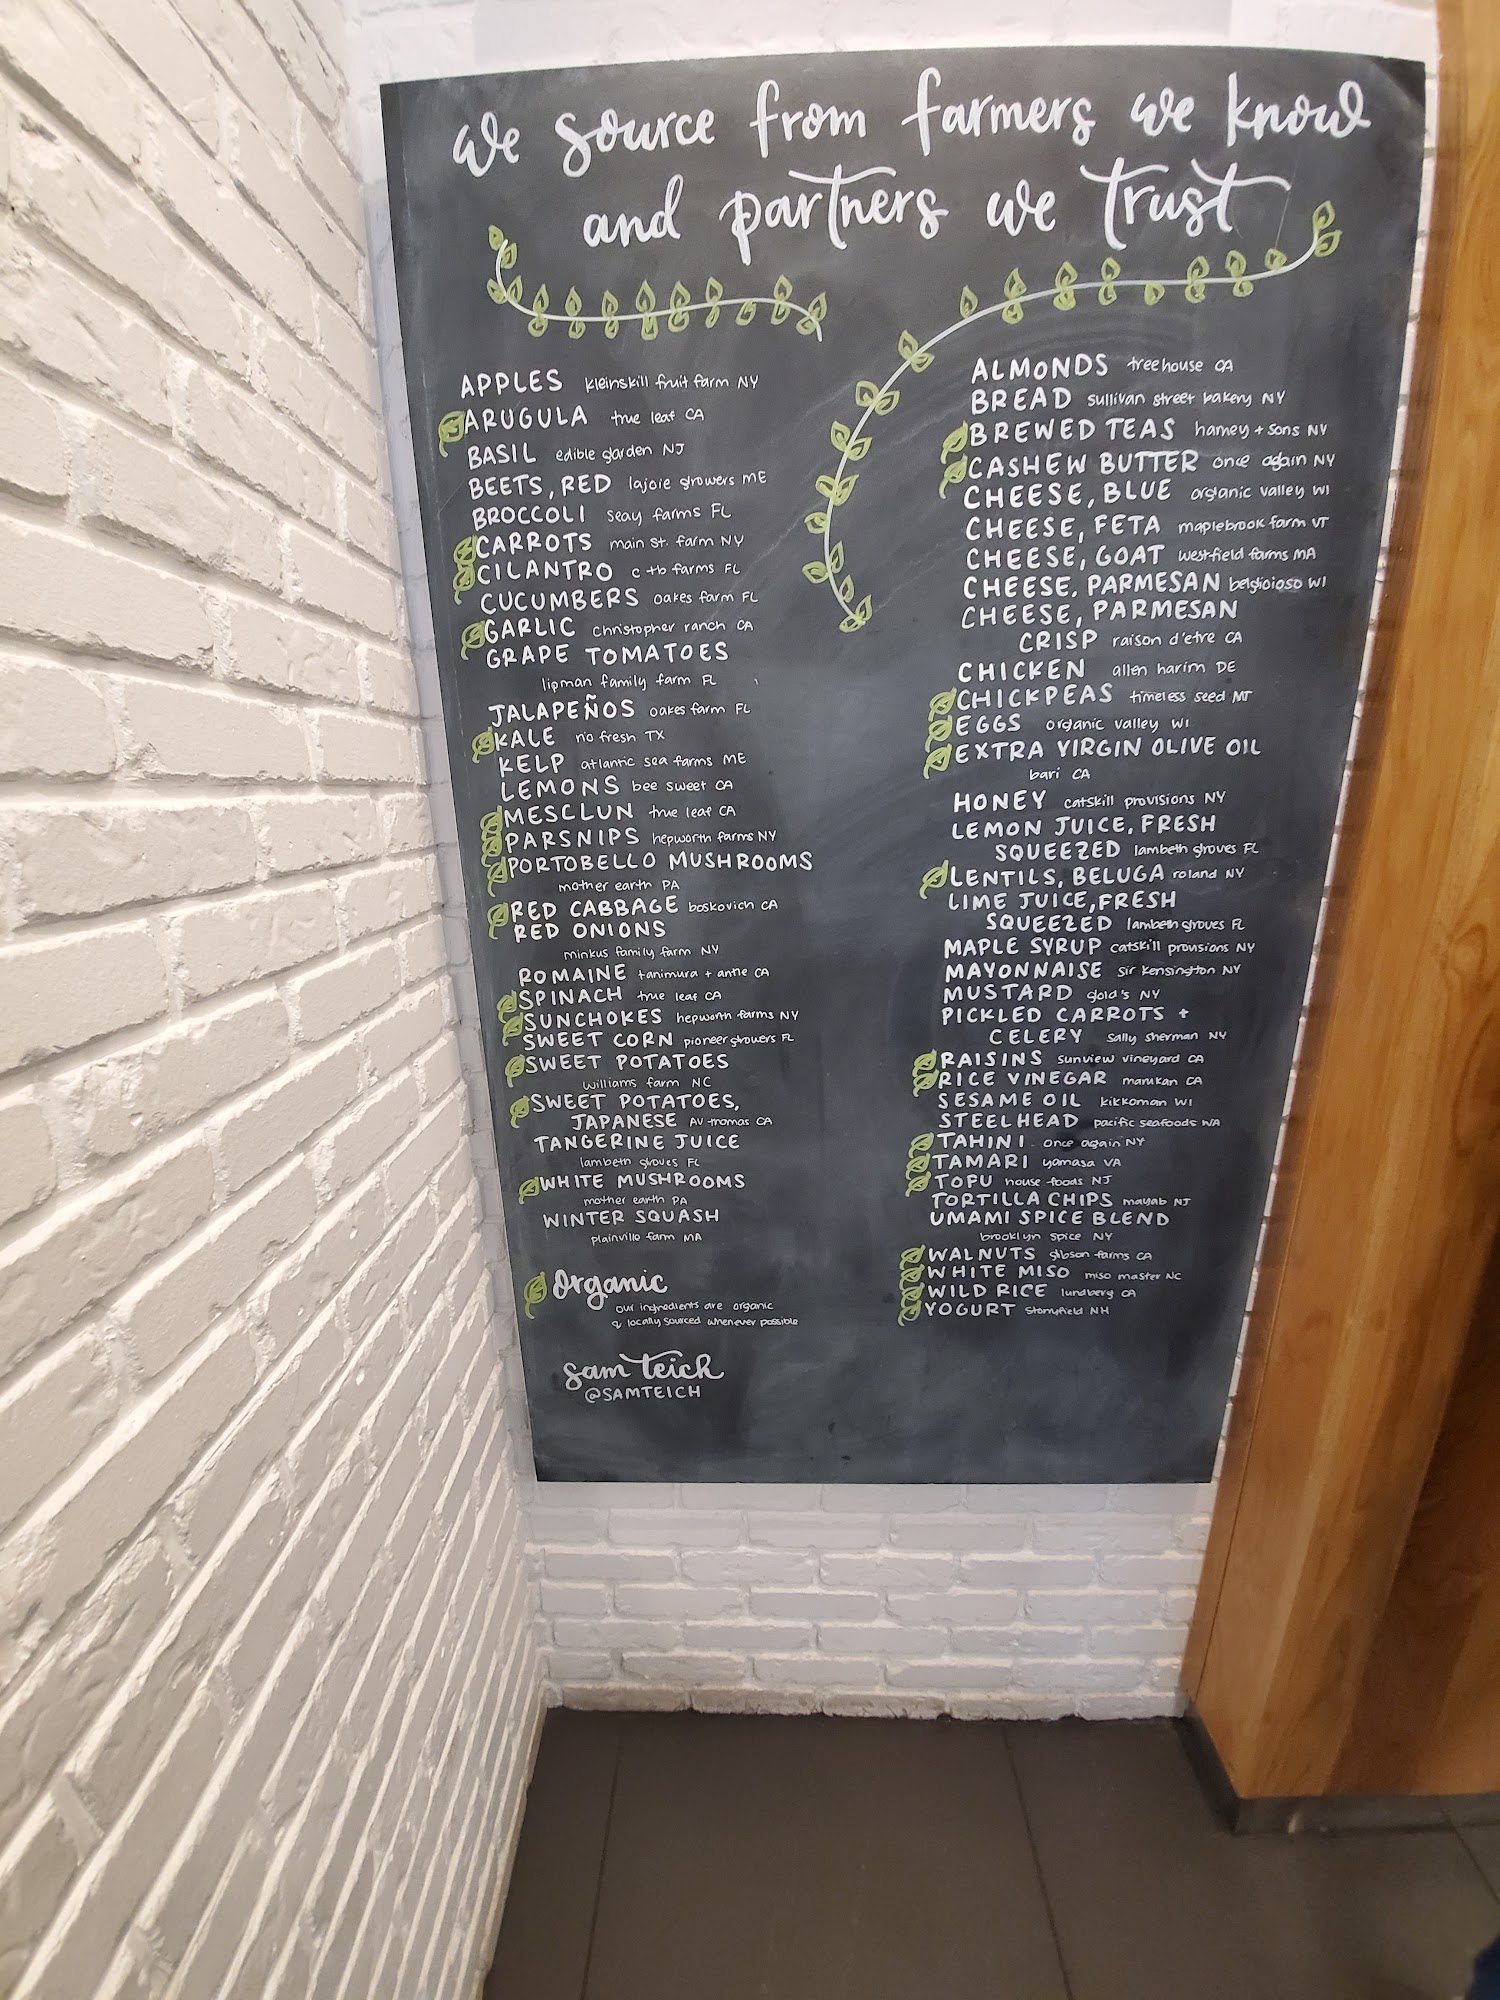 we source from farmers we know
and partners we trust
APPLES kleinskill fruit farm NY
ARUGULA true leaf CA
BASIL edible garden NJ
BEETS, RED lajoie growers ME
BROCCOLI seay farms FL
CARROTS main st. farm NY
CILANTRO c+b farms FL
CUCUMBERS oakes farm FL
GARLIC christopher ranch CA
GRAPE TOMATOES
lipman family farm FL
JALAPEÑOS oakes farm FL
KALE no fresh TX
KELP atlantic sea farms ME
LEMONS bee sweet CA
MESCLUN true leaf CA
PARSNIPS hepworth farms NY
PORTOBELLO MUSHROOMS
mother earth PA
RED CABBAGE boskovich CA
RED ONIONS
minkus family farm NY
ROMAINE tanimura + antle CA
SPINACH true leaf CA
SUNCHOKES hepworth farms NY
SWEET CORN pioneer growers FL
SWEET POTATOES
williams farm NC
SWEET POTATOES,
JAPANESE AV thomas CA
TANGERINE JUICE
lambeth groves FL
WHITE MUSHROOMS
mother earth PA
WINTER SQUASH
plainville farm MA
Organic
our ingredients are organic
& locally sourced whenever possible
sam teich
@SAMTEICH
ALMONDS treehouse CA
BREAD sullivan street bakery NY
BREWED TEAS harney + sons NY
CASHEW BUTTER once again NY
CHEESE, BLUE organic valley WI
CHEESE, FETA maplebrook farm VT
CHEESE, GOAT westfield farms MA
CHEESE, PARMESAN belgioioso WI
CHEESE, PARMESAN
CRISP raison d'etre CA
CHICKEN allen harim DE
CHICKPEAS timeless seed MT
EGGS organic valley WI
EXTRA VIRGIN OLIVE OIL
bari CA
HONEY catskill provisions NY
LEMON JUICE, FRESH
SQUEEZED lambeth groves FL
LENTILS, BELUGA roland NY
LIME JUICE, FRESH
SQUEEZED lambeth groves FL
MAPLE SYRUP catskill provisions NY
MAYONNAISE sir kensington NY
MUSTARD gold's NY
PICKLED CARROTS +
CELERY sally sherman NY
RAISINS sunview vineyard CA
RICE VINEGAR marukan CA
SESAME OIL kikkoman WI
STEELHEAD pacific seafoods WA
TAHINI once again NY
TAMARI yamasa VA
TOFU house foods NJ
TORTILLA CHIPS mayab NJ
UMAMI SPICE BLEND
brooklyn spice NY
WALNUTS gibson farms CA
WHITE MISO miso master NC
WILD RICE lundberg CA
YOGURT Stonyfield NH